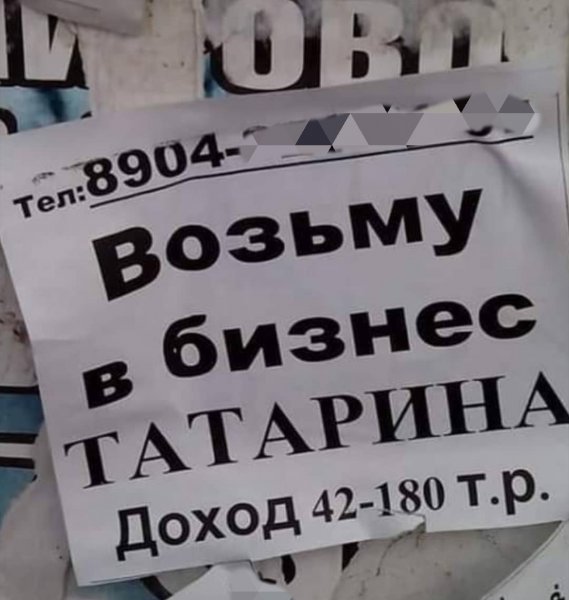 Тел:8904-
Возьму
в бизнес
ТАТАРИНА
Доход 42-180 т.р.